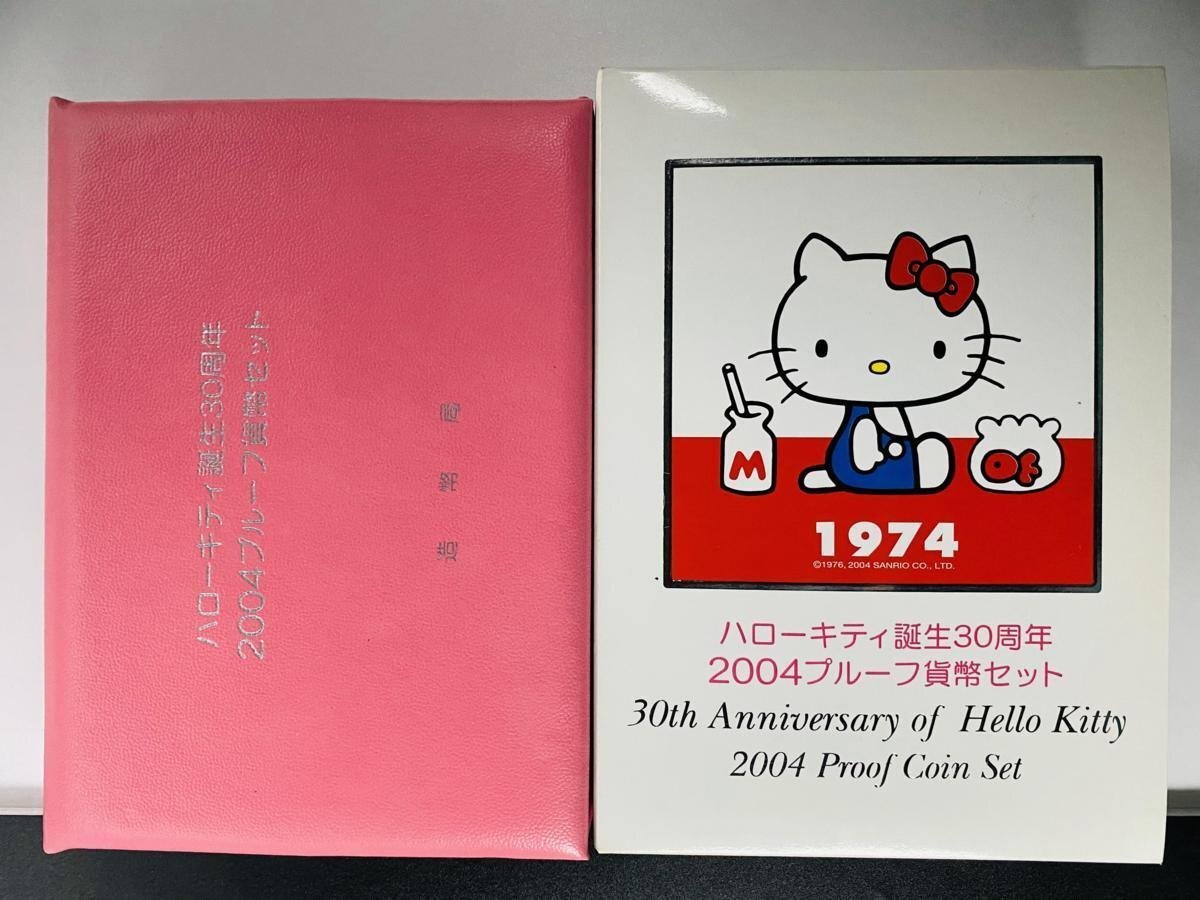 ハローキティ誕生30周年
2004プルーフ貨幣セット
造幣局
M
OF
1974
©1976, 2004 SANRIO CO., LTD.
ハローキティ誕生30周年
2004プルーフ貨幣セット
30th Anniversary of Hello Kitty
2004 Proof Coin Set